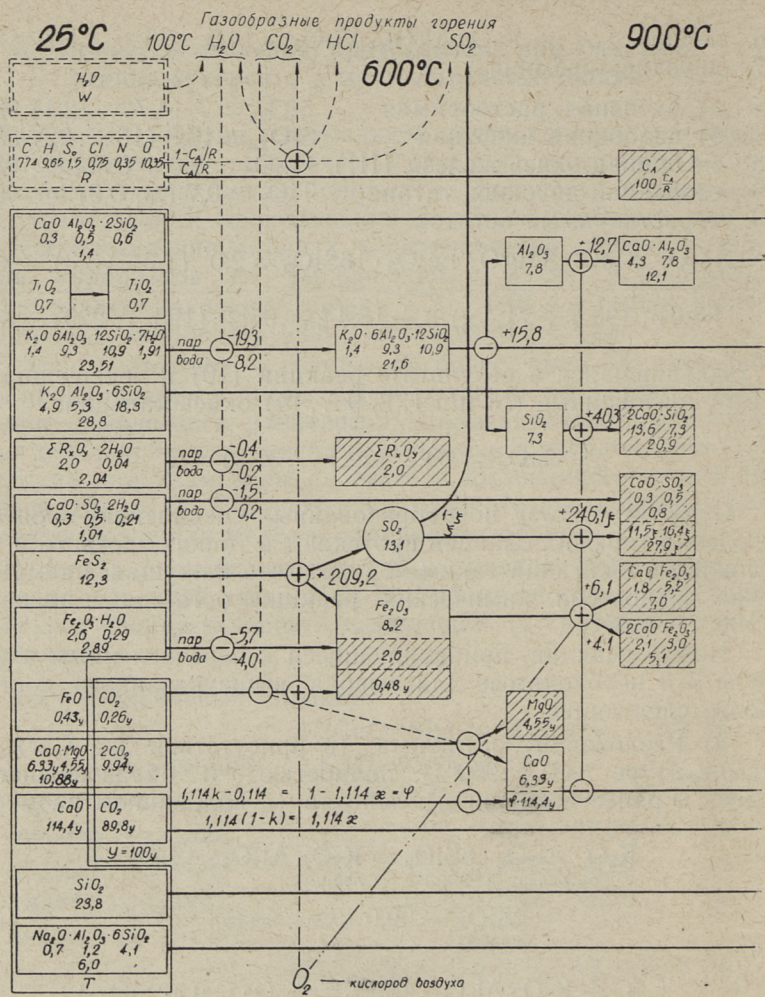 Газообразные продукты горения
25°C 100°C H₂O CO₂ HCl SO₂ 900°C
600°C
H₂O
W
C H S₀ Cl N O
77,4 9,65 1,5 0,75 0,35 10,35
R
1-Cₐ/R
Cₐ/R
CaO Al₂O₃·2SiO₂
0,3 0,5 0,6
1,4
Al₂O₃
7,8
+12,7
CaO·Al₂O₃
4,3 7,8
12,1
TiO₂
0,7
TiO₂
0,7
K₂O 6Al₂O₃ 12SiO₂·7H₂O
1,4 9,3 10,9 1,91
23,51
пар
вода
-19,3
-8,2
K₂O·6Al₂O₃·12SiO₂
1,4 9,3 10,9
21,6
+15,8
K₂O Al₂O₃·6SiO₂
4,9 5,3 18,3
28,8
SiO₂
7,3
+40,3
2CaO·SiO₂
13,6 7,3
20,9
ΣRₓOᵧ·2H₂O
2,0 0,04
2,04
пар
вода
-0,4
-0,2
ΣRₓOᵧ
2,0
CaO·SO₃ 2H₂O
0,3 0,5 0,21
1,01
пар
вода
-1,5
-0,2
CaO·SO₃
0,3 0,5
0,8
SO₂
13,1
1-ξ
ξ
+246,1ξ
11,5ξ 16,4ξ
27,9ξ
FeS₂
12,3
+209,2
Fe₂O₃
8,2
2,6
0,48y
+6,1
CaO Fe₂O₃
1,8 5,2
7,0
Fe₂O₃·H₂O
2,6 0,29
2,89
пар
вода
-5,7
-4,0
+4,1
2CaO Fe₂O₃
2,1 3,0
5,1
FeO · CO₂
0,43y 0,26y
MgO
4,55y
CaO·MgO· 2CO₂
6,33y 4,55y 9,94y
10,88y
CaO
6,33y
φ·114,4y
CaO · CO₂
114,4y 89,8y
1,114k-0,114 = 1-1,114æ=φ
1,114(1-k)= 1,114æ
У=100y
SiO₂
23,8
Na₂O·Al₂O₃·6SiO₂
0,7 1,2 4,1
6,0
T
O₂ — кислород воздуха